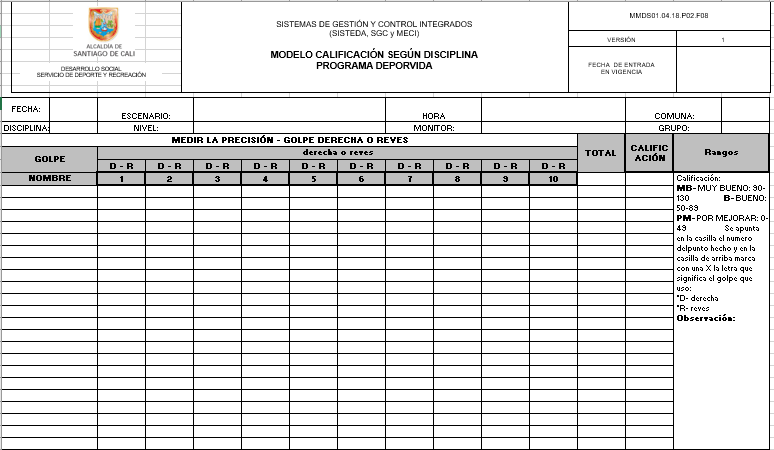 ALCALDÍA DE
SANTIAGO DE CALI
DESARROLLO SOCIAL
SERVICIO DE DEPORTE Y RECREACIÓN
SISTEMAS DE GESTIÓN Y CONTROL INTEGRADOS
(SISTEDA, SGC y MECI)
MODELO CALIFICACIÓN SEGÚN DISCIPLINA
PROGRAMA DEPORVIDA
MMDS01.04.18.P02.F08
VERSIÓN 1
FECHA DE ENTRADA
EN VIGENCIA
FECHA:
ESCENARIO: HORA COMUNA:
DISCIPLINA: NIVEL: MONITOR: GRUPO:
MEDIR LA PRECISIÓN - GOLPE DERECHA O REVES
GOLPE
derecha o reves
D - R D - R D - R D - R D - R D - R D - R D - R D - R D - R
TOTAL
CALIFIC
ACIÓN
Rangos
NOMBRE 1 2 3 4 5 6 7 8 9 10
Calificación:
MB- MUY BUENO: 90-
130 B- BUENO:
50-89
PM- POR MEJORAR: 0-
49 Se apunta
en la casilla el numero
delpunto hecho y en la
casilla de arriba marca
con una X la letra que
significa el golpe que
uso:
*D- derecha
*R- reves
Observación: